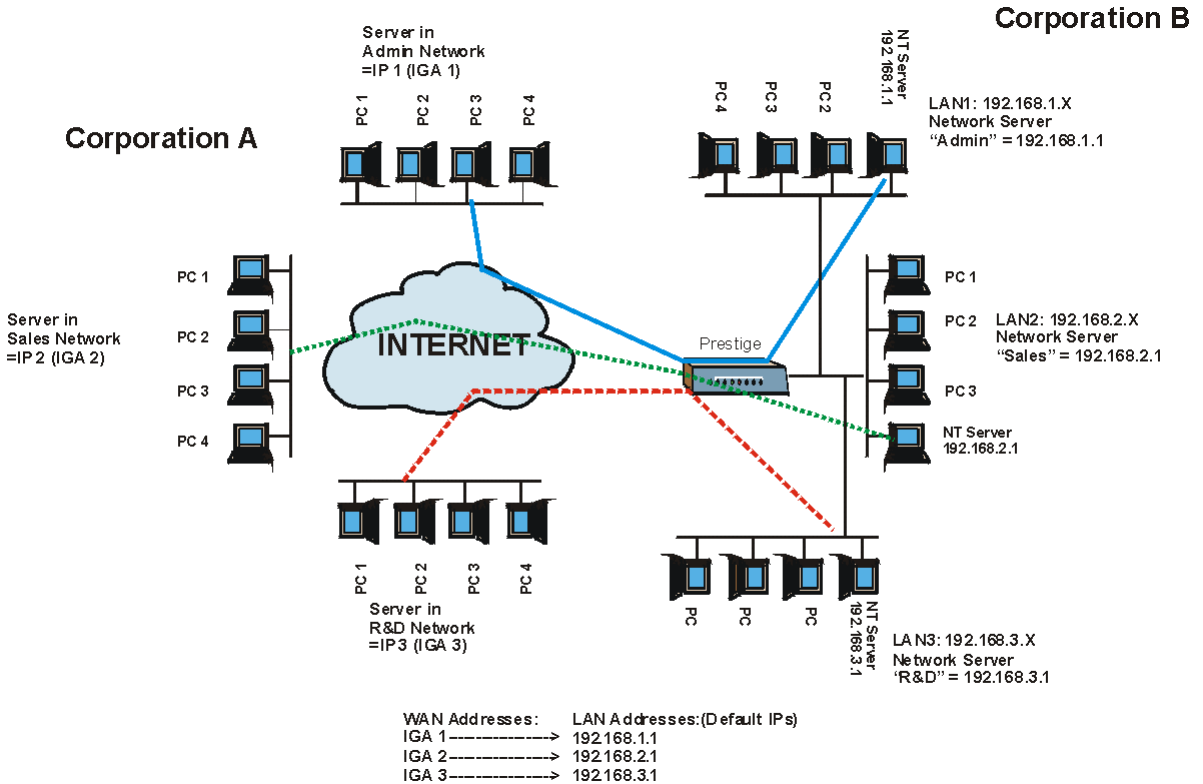 Corporation B
Server in
Admin Network
=IP 1 (IGA 1)
PC 1
PC 2
PC 3
PC 4
Corporation A
PC 4
PC 3
PC 2
NT Server
192.168.1.1
LAN1: 192.168.1.X
Network Server
“Admin” = 192.168.1.1
Server in
Sales Network
=IP 2 (IGA 2)
PC 1
PC 2
PC 3
PC 4
INTERNET
Prestige
PC 1
PC 2
PC 3
NT Server
192.168.2.1
LAN2: 192.168.2.X
Network Server
“Sales” = 192.168.2.1
PC 1
PC 2
PC 3
PC 4
Server in
R&D Network
=IP3 (IGA 3)
PC
PC
PC
NT Server
192.168.3.1
LAN3: 192.168.3.X
Network Server
“R&D” = 192.168.3.1
WAN Addresses: LAN Addresses:(Default IPs)
IGA 1-----------------> 192.168.1.1
IGA 2-----------------> 192.168.2.1
IGA 3-----------------> 192.168.3.1